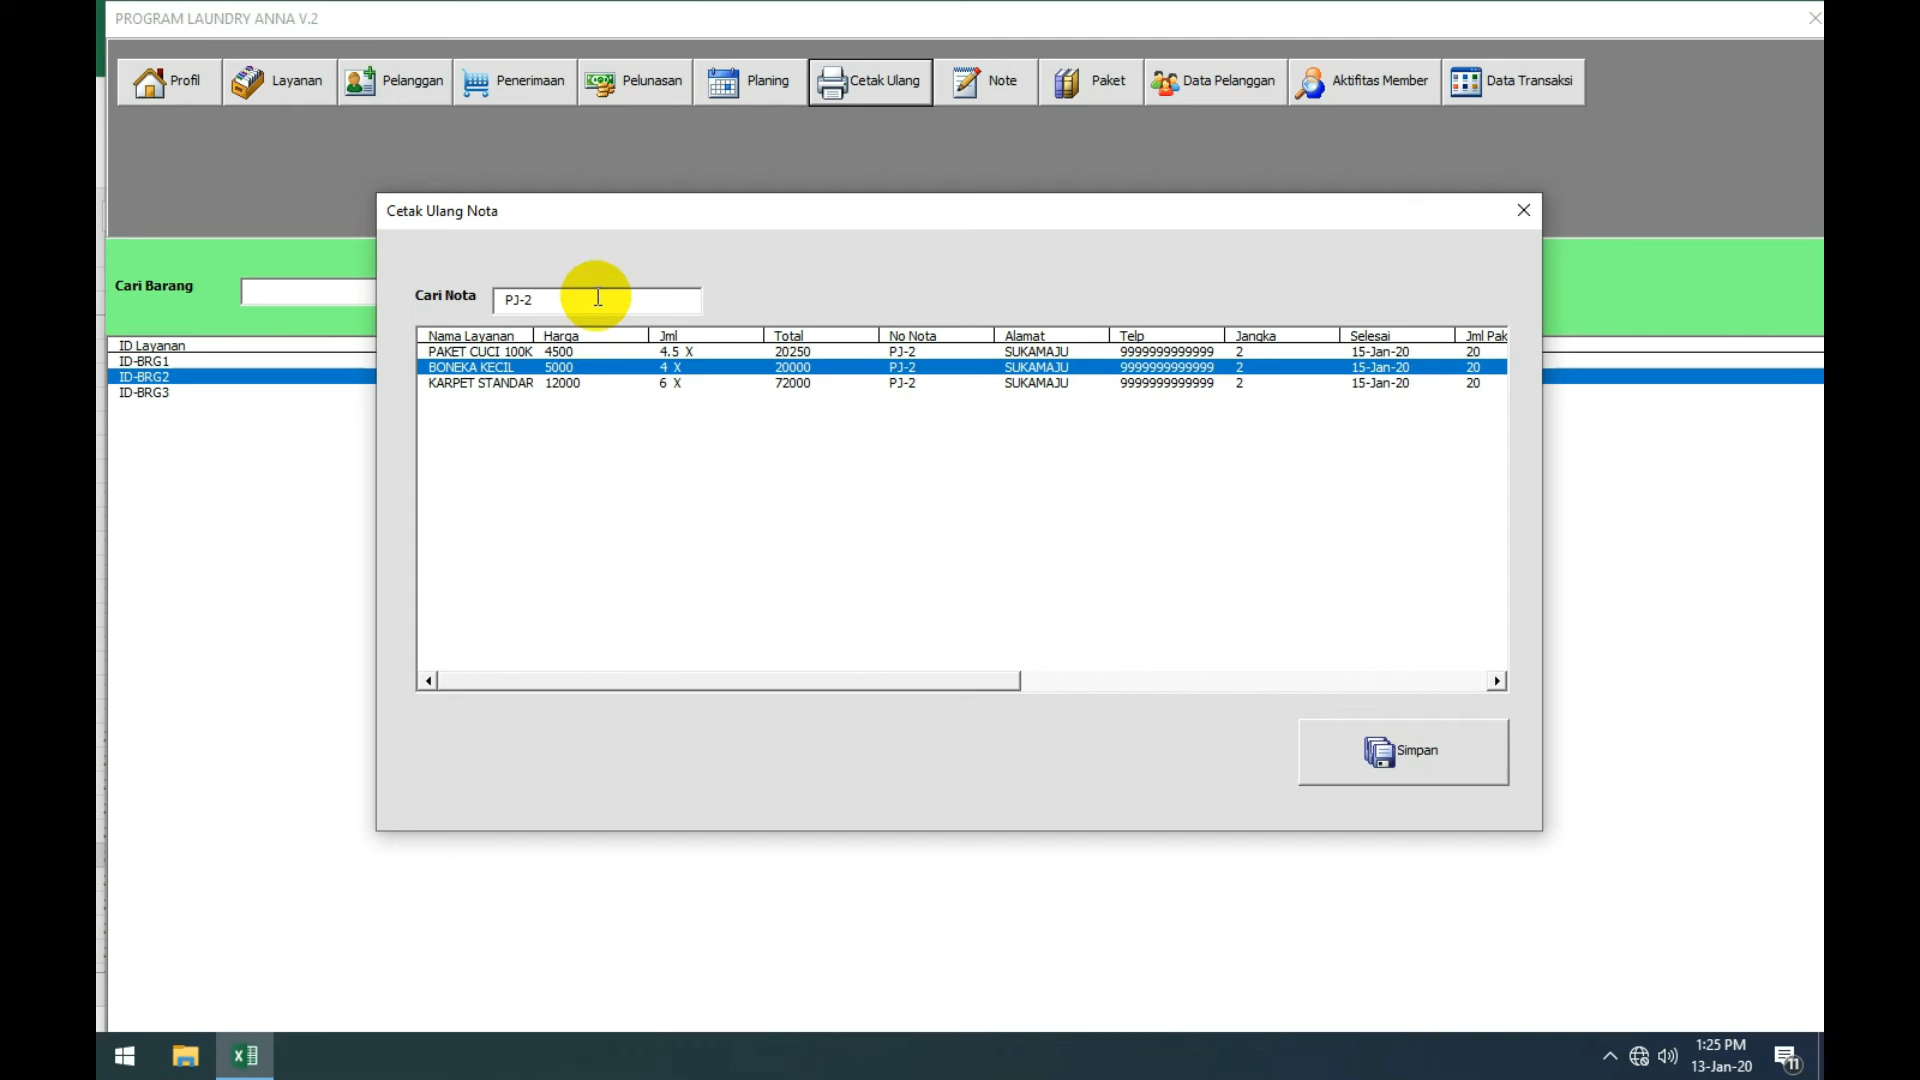 PROGRAM LAUNDRY ANNA V.2
Profil Layanan Pelanggan Penerimaan Pelunasan Planing Cetak Ulang Note Paket Data Pelanggan Aktifitas Member Data Transaksi
Cetak Ulang Nota
Cari Barang
Cari Nota PJ-2
Nama Layanan Harga Jml Total No Nota Alamat Telp Jangka Selesai Jml Pak
PAKET CUCI 100K 4500 4.5 X 20250 PJ-2 SUKAMAJU 9999999999999 2 15-Jan-20 20
BONEKA KECIL 5000 4 X 20000 PJ-2 SUKAMAJU 9999999999999 2 15-Jan-20 20
KARPET STANDAR 12000 6 X 72000 PJ-2 SUKAMAJU 9999999999999 2 15-Jan-20 20
ID Layanan
ID-BRG1
ID-BRG2
ID-BRG3
Simpan
1:25 PM
13-Jan-20
11